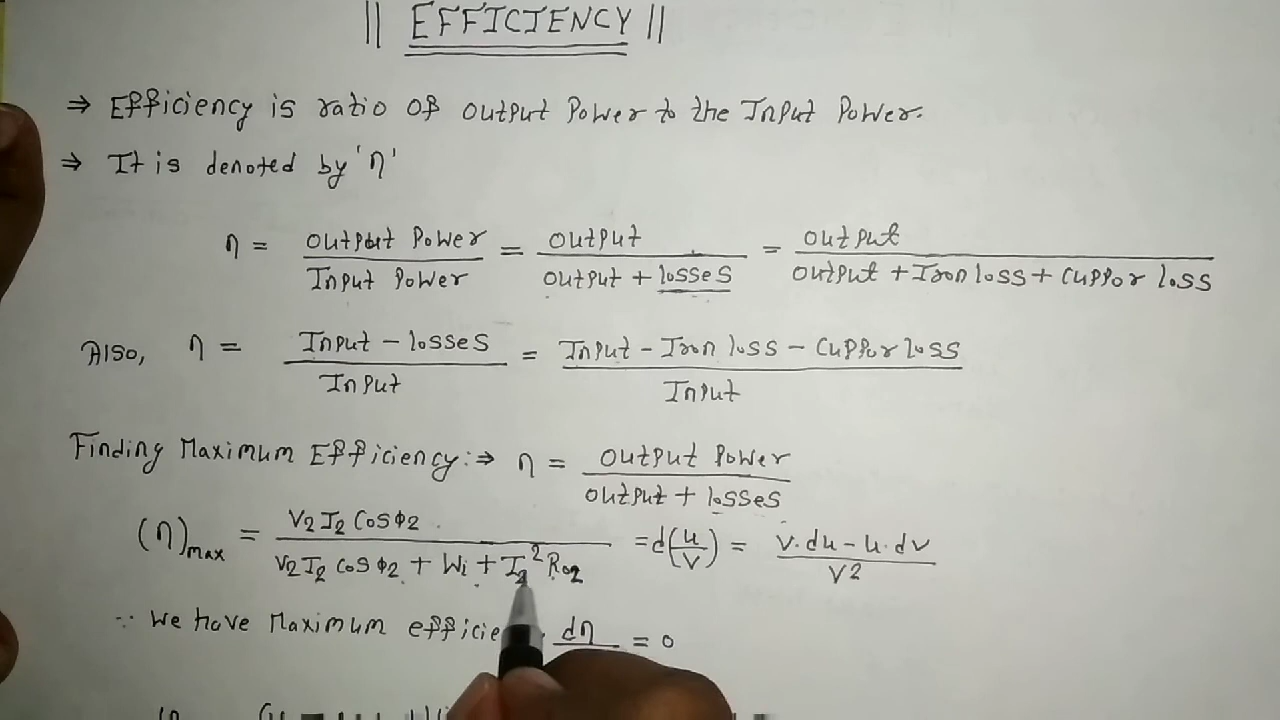 || EFFICIENCY ||
⇒ Efficiency is ratio of output power to the Input Power.
⇒ It is denoted by 'η'
η = Output Power / Input Power = Output / Output + losses = Output / Output + Iron loss + Cuppor loss
Also, η = Input - losses / Input = Input - Iron loss - Cuppor loss / Input
Finding Maximum Efficiency:⇒ η = Output Power / Output + losses
(η)max = V2 I2 Cos φ2 / V2 I2 Cos φ2 + Wi + I2² R02 = d(u/v) = v.du - u.dv / v²
∵ We have Maximum dη = 0